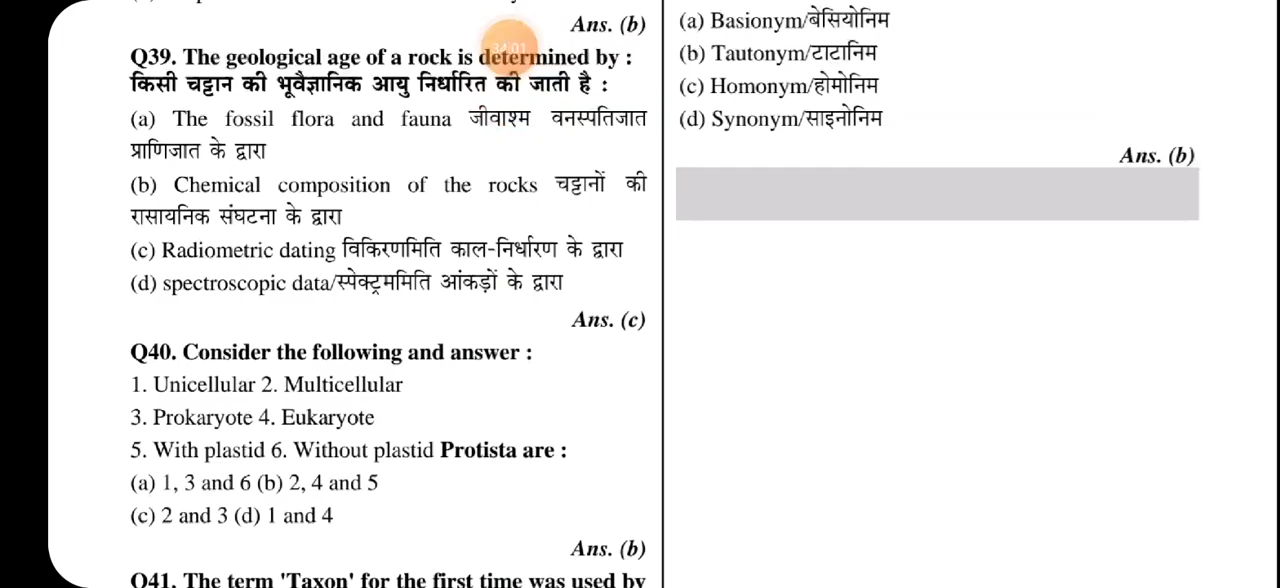 Ans. (b)
Q39. The geological age of a rock is determined by :
किसी चट्टान की भूवैज्ञानिक आयु निर्धारित की जाती है :
(a) The fossil flora and fauna जीवाश्म वनस्पतिजात
प्राणिजात के द्वारा
(b) Chemical composition of the rocks चट्टानों की
रासायनिक संघटना के द्वारा
(c) Radiometric dating विकिरणमिति काल-निर्धारण के द्वारा
(d) spectroscopic data/स्पेक्ट्रममिति आंकड़ों के द्वारा
Ans. (c)
Q40. Consider the following and answer :
1. Unicellular 2. Multicellular
3. Prokaryote 4. Eukaryote
5. With plastid 6. Without plastid Protista are :
(a) 1, 3 and 6 (b) 2, 4 and 5
(c) 2 and 3 (d) 1 and 4
Ans. (b)
Q41. The term 'Taxon' for the first time was used by
(a) Basionym/बेसियोनिम
(b) Tautonym/टाटानिम
(c) Homonym/होमोनिम
(d) Synonym/साइनोनिम
Ans. (b)
34:01